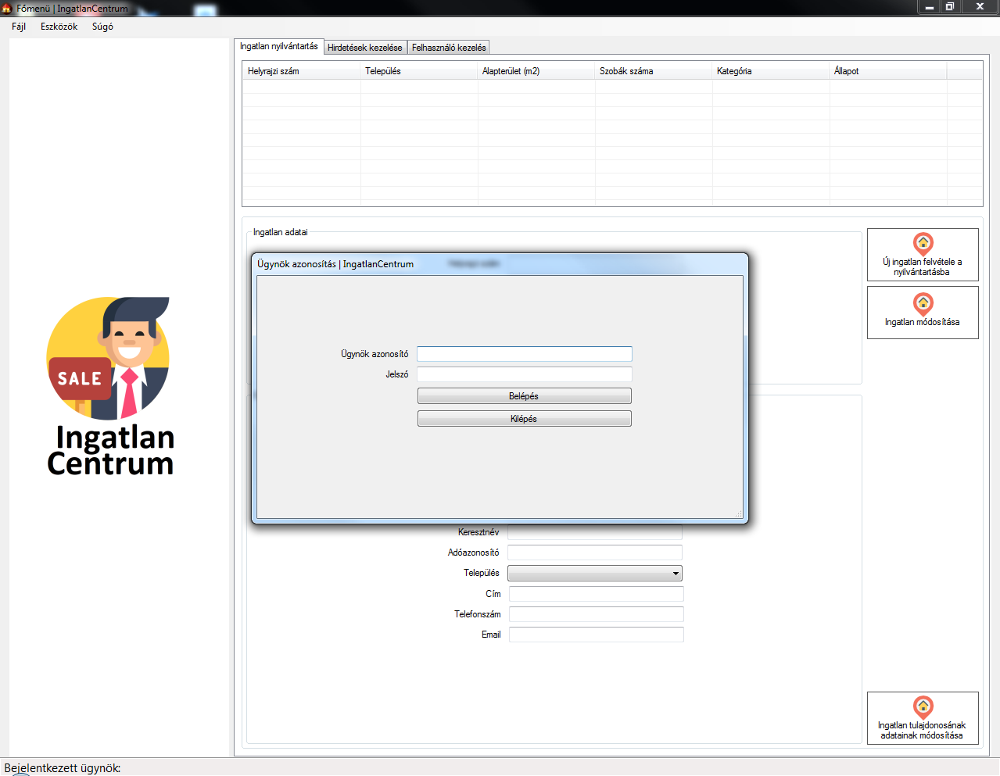 Főmenü | IngatlanCentrum
Fájl Eszközök Súgó
Ingatlan nyilvántartás Hirdetések kezelése Felhasználó kezelés
Helyrajzi szám Település Alapterület (m2) Szobák száma Kategória Állapot
Ingatlan adatai
Új ingatlan felvétele a
nyilvántartásba
Ingatlan módosítása
Ügynök azonosítás | IngatlanCentrum
Helyrajzi szám
Ügynök azonosító
Jelszó
Belépés
Kilépés
SALE
Ingatlan
Centrum
Keresztnév
Adóazonosító
Település
Cím
Telefonszám
Email
Ingatlan tulajdonosának
adatainak módosítása
Bejelentkezett ügynök: